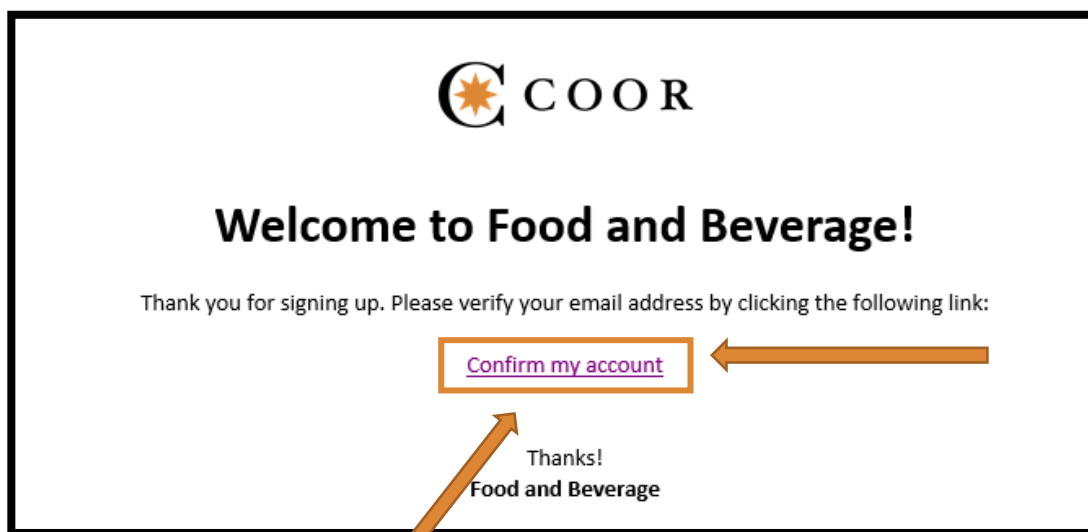 C COOR
Welcome to Food and Beverage!
Thank you for signing up. Please verify your email address by clicking the following link:
Confirm my account
Thanks!
Food and Beverage